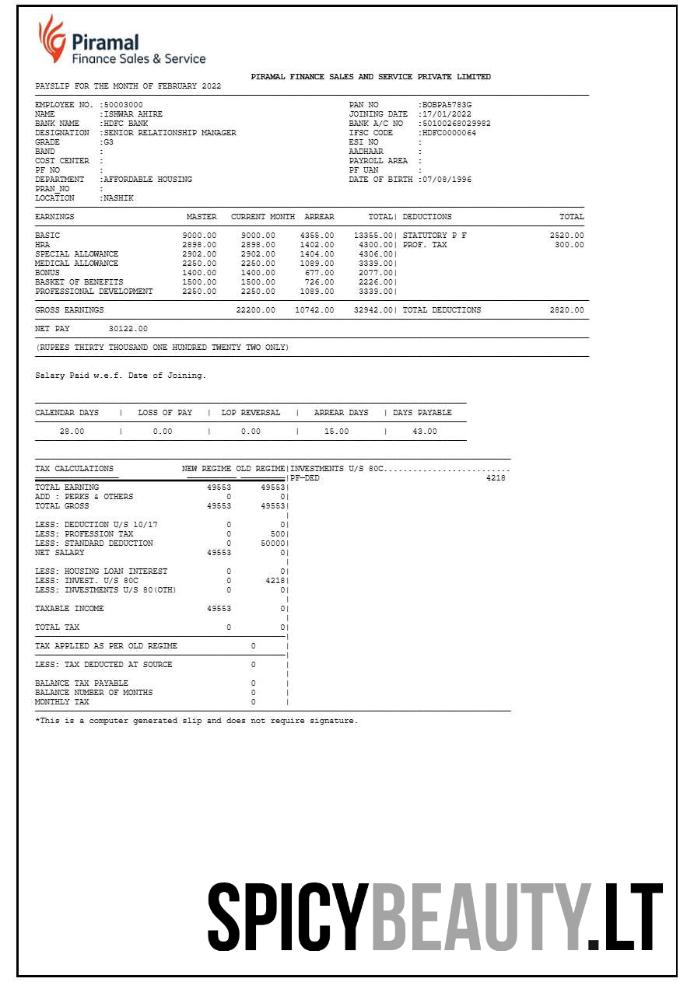 Piramal
Finance Sales & Service
PIRAMAL FINANCE SALES AND SERVICE PRIVATE LIMITED
PAYSLIP FOR THE MONTH OF FEBRUARY 2022
EMPLOYEE NO. :50003000 PAN NO :BOBPA5783G
NAME :ISHWAR AHIRE JOINING DATE :17/01/2022
BANK NAME :HDFC BANK BANK A/C NO :50100268029982
DESIGNATION :SENIOR RELATIONSHIP MANAGER IFSC CODE :HDFC0000064
GRADE :G3 ESI NO :
BAND : AADHAAR :
COST CENTER : PAYROLL AREA :
PF NO : PF UAN :
DEPARTMENT :AFFORDABLE HOUSING DATE OF BIRTH :07/08/1996
PRAN NO :
LOCATION :NASHIK
EARNINGS MASTER CURRENT MONTH ARREAR TOTAL| DEDUCTIONS TOTAL
BASIC 9000.00 9000.00 4355.00 13355.00| STATUTORY P F 2520.00
HRA 2898.00 2898.00 1402.00 4300.00| PROF. TAX 300.00
SPECIAL ALLOWANCE 2902.00 2902.00 1404.00 4306.00|
MEDICAL ALLOWANCE 2250.00 2250.00 1089.00 3339.00|
BONUS 1400.00 1400.00 677.00 2077.00|
BASKET OF BENEFITS 1500.00 1500.00 726.00 2226.00|
PROFESSIONAL DEVELOPMENT 2250.00 2250.00 1089.00 3339.00|
GROSS EARNINGS 22200.00 10742.00 32942.00| TOTAL DEDUCTIONS 2820.00
NET PAY 30122.00
(RUPEES THIRTY THOUSAND ONE HUNDRED TWENTY TWO ONLY)
Salary Paid w.e.f. Date of Joining.
CALENDAR DAYS | LOSS OF PAY | LOP REVERSAL | ARREAR DAYS | DAYS PAYABLE
28.00 | 0.00 | 0.00 | 15.00 | 43.00
TAX CALCULATIONS NEW REGIME OLD REGIME|INVESTMENTS U/S 80C.........................
|PF-DED 4218
TOTAL EARNING 49553 49553|
ADD : PERKS & OTHERS 0 0|
TOTAL GROSS 49553 49553|
LESS: DEDUCTION U/S 10/17 0 0|
LESS: PROFESSION TAX 0 500|
LESS: STANDARD DEDUCTION 0 50000|
NET SALARY 49553 0|
LESS: HOUSING LOAN INTEREST 0 0|
LESS: INVEST. U/S 80C 0 4218|
LESS: INVESTMENTS U/S 80(OTH) 0 0|
TAXABLE INCOME 49553 0|
TOTAL TAX 0 0|
TAX APPLIED AS PER OLD REGIME 0 |
LESS: TAX DEDUCTED AT SOURCE 0 |
BALANCE TAX PAYABLE 0 |
BALANCE NUMBER OF MONTHS 0 |
MONTHLY TAX 0 |
*This is a computer generated slip and does not require signature.
SPICYBEAUTY.LT